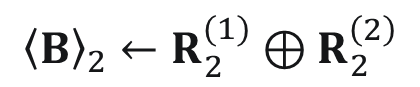 ⟨𝐁⟩₂ ← 𝐑₂⁽¹⁾ ⊕ 𝐑₂⁽²⁾